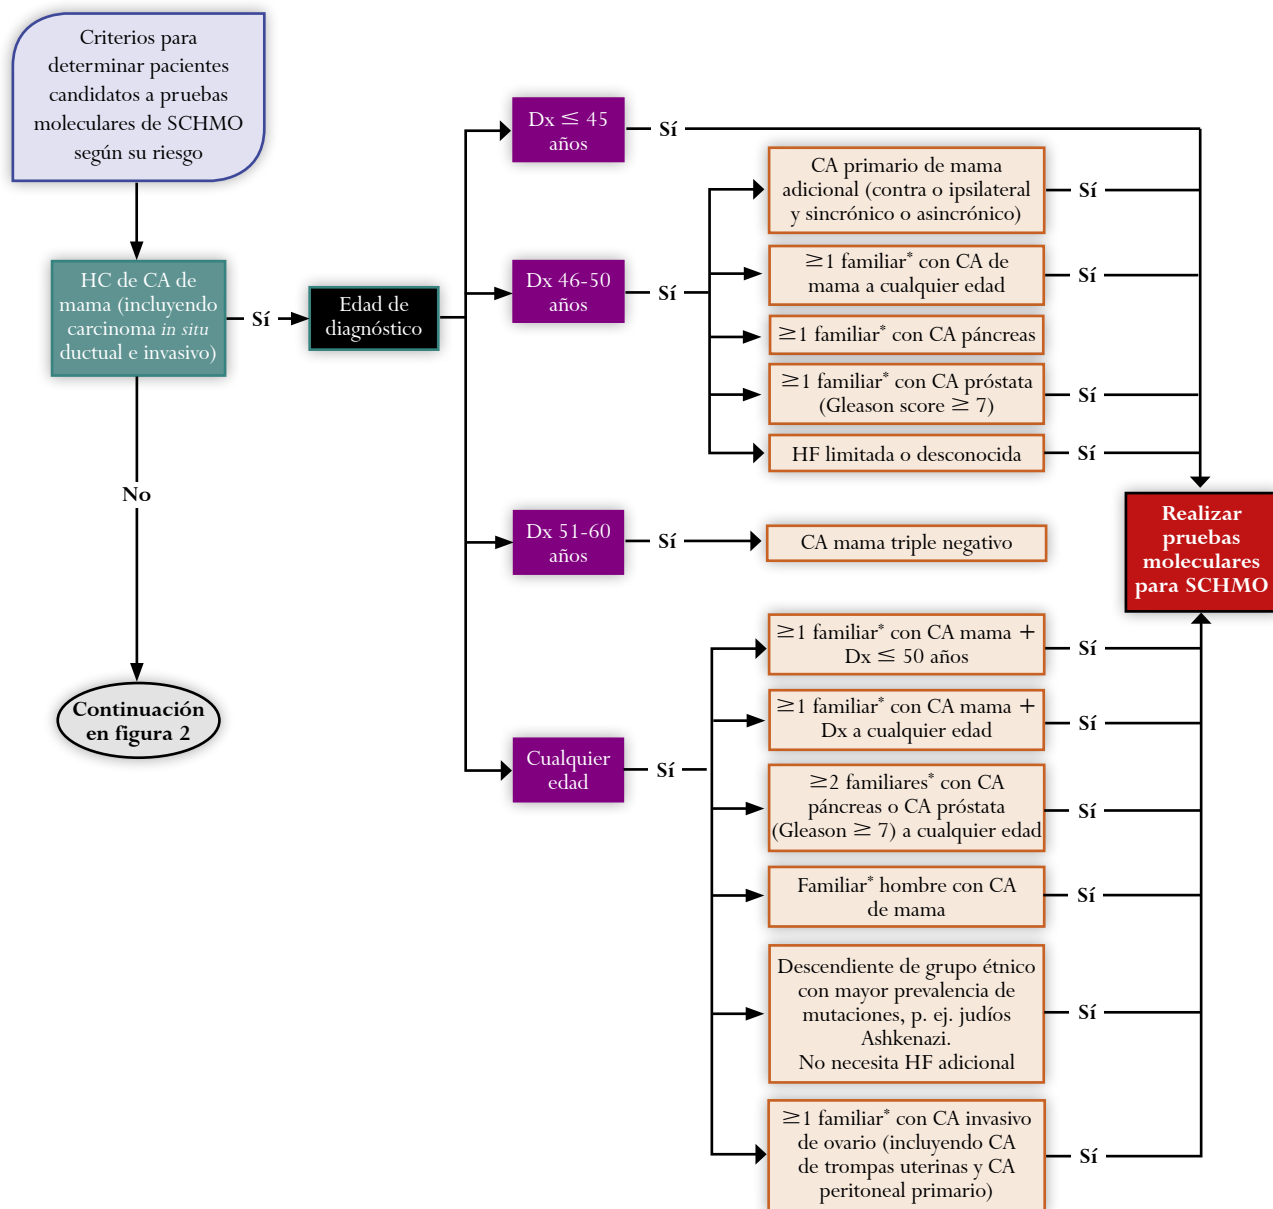 Criterios para
determinar pacientes
candidatos a pruebas
moleculares de SCHMO
según su riesgo
HC de CA de
mama (incluyendo
carcinoma in situ
ductual e invasivo)
Sí
Edad de
diagnóstico
No
Continuación
en figura 2
Dx ≤ 45
años
Sí
Dx 46-50
años
Sí
CA primario de mama
adicional (contra o ipsilateral
y sincrónico o asincrónico)
Sí
≥1 familiar* con CA de
mama a cualquier edad
Sí
≥1 familiar* con CA páncreas
≥1 familiar* con CA próstata
(Gleason score ≥ 7)
Sí
HF limitada o desconocida
Sí
Dx 51-60
años
Sí
CA mama triple negativo
Cualquier
edad
Sí
≥1 familiar* con CA mama +
Dx ≤ 50 años
Sí
≥1 familiar* con CA mama +
Dx a cualquier edad
Sí
≥2 familiares* con CA
páncreas o CA próstata
(Gleason ≥ 7) a cualquier edad
Sí
Familiar* hombre con CA
de mama
Sí
Descendiente de grupo étnico
con mayor prevalencia de
mutaciones, p. ej. judíos
Ashkenazi.
No necesita HF adicional
Sí
≥1 familiar* con CA invasivo
de ovario (incluyendo CA
de trompas uterinas y CA
peritoneal primario)
Sí
Realizar
pruebas
moleculares
para SCHMO